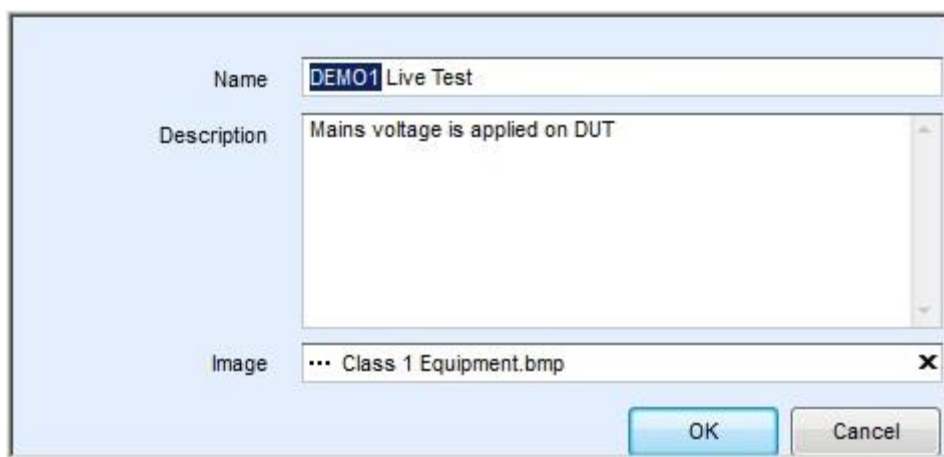 Name DEMO1 Live Test
Description Mains voltage is applied on DUT
Image ... Class 1 Equipment.bmp
OK Cancel